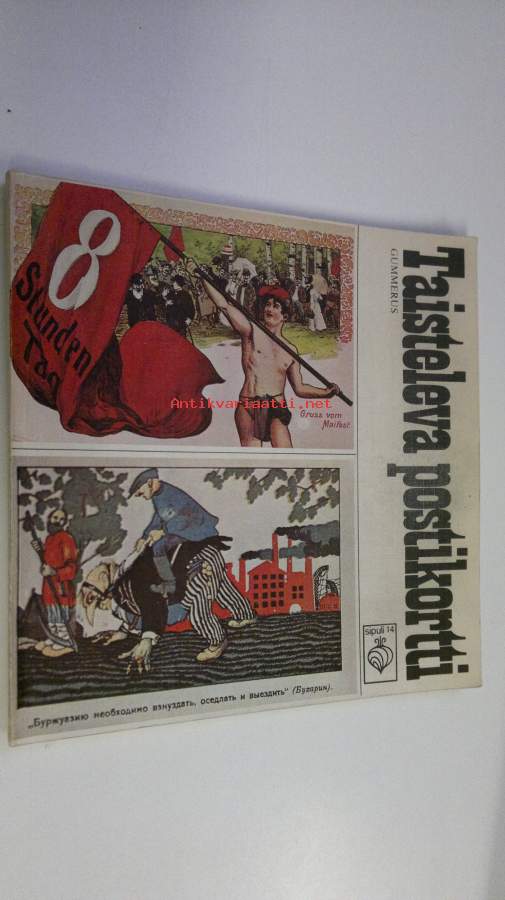 Taisteleva postikortti
GUMMERUS
8
Stunden
Tag
Gruss vom
Maifest
Antikvariaatti.net
sipuli 14
„Буржуазию необходимо взнуздать, оседлать и выездить“ (Бухарин).